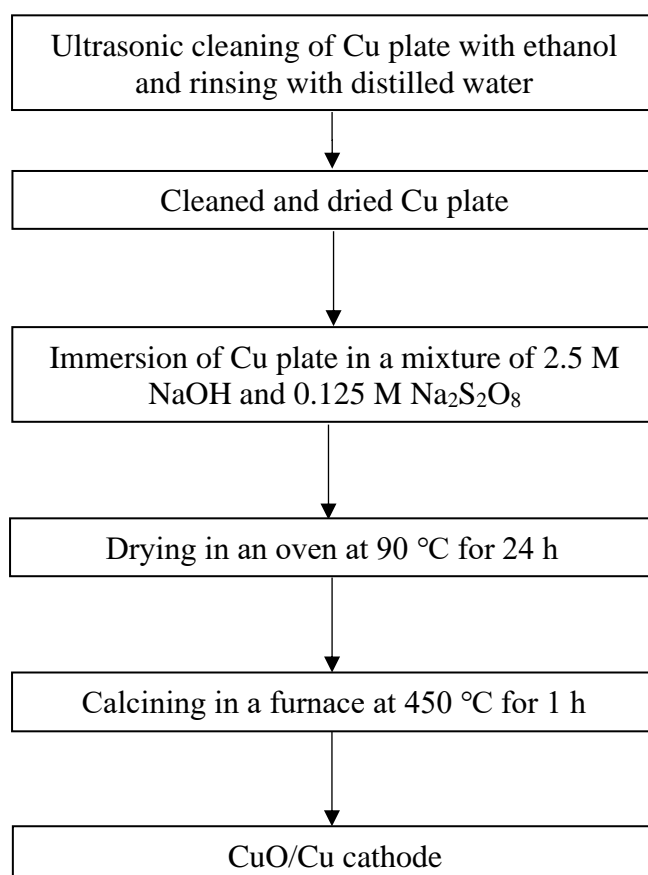 Ultrasonic cleaning of Cu plate with ethanol
and rinsing with distilled water
Cleaned and dried Cu plate
Immersion of Cu plate in a mixture of 2.5 M
NaOH and 0.125 M Na₂S₂O₈
Drying in an oven at 90 ℃ for 24 h
Calcining in a furnace at 450 ℃ for 1 h
CuO/Cu cathode